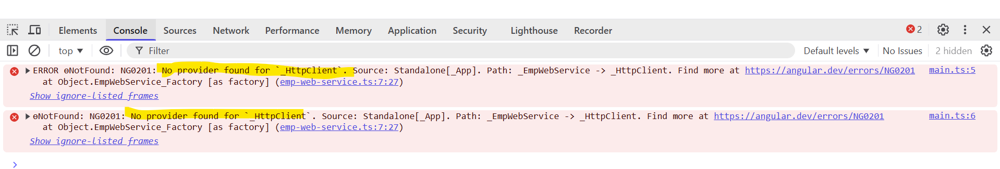 Elements Console Sources Network Performance Memory Application Security Lighthouse Recorder 2
top Filter Default levels No Issues 2 hidden
ERROR ɵNotFound: NG0201: No provider found for `_HttpClient`. Source: Standalone[_App]. Path: _EmpWebService -> _HttpClient. Find more at https://angular.dev/errors/NG0201 main.ts:5
at Object.EmpWebService_Factory [as factory] (emp-web-service.ts:7:27)
Show ignore-listed frames
ɵNotFound: NG0201: No provider found for `_HttpClient`. Source: Standalone[_App]. Path: _EmpWebService -> _HttpClient. Find more at https://angular.dev/errors/NG0201 main.ts:6
at Object.EmpWebService_Factory [as factory] (emp-web-service.ts:7:27)
Show ignore-listed frames